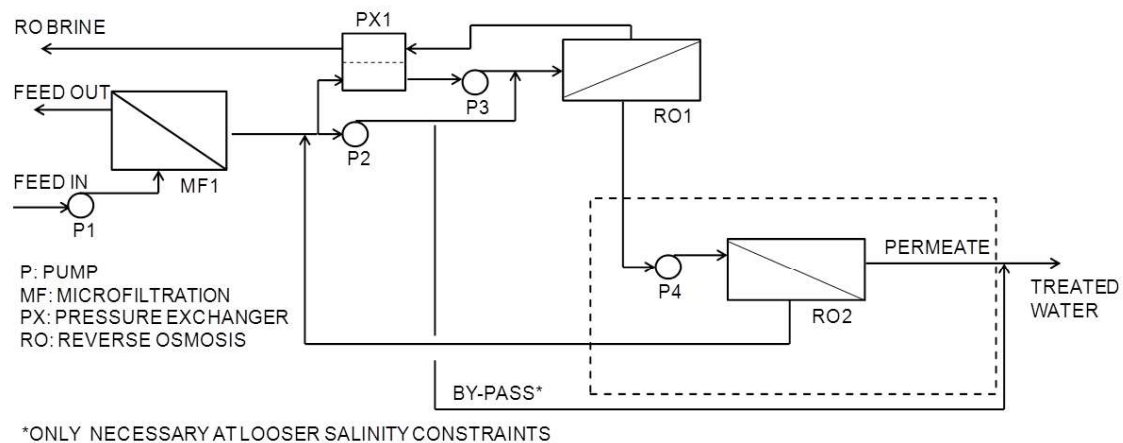 PX1
RO BRINE
FEED OUT
P3
RO1
P2
FEED IN
MF1
P1
PERMEATE
P: PUMP
P4
TREATED
WATER
MF: MICROFILTRATION
PX: PRESSURE EXCHANGER
RO2
RO: REVERSE OSMOSIS
BY-PASS*
*ONLY NECESSARY AT LOOSER SALINITY CONSTRAINTS